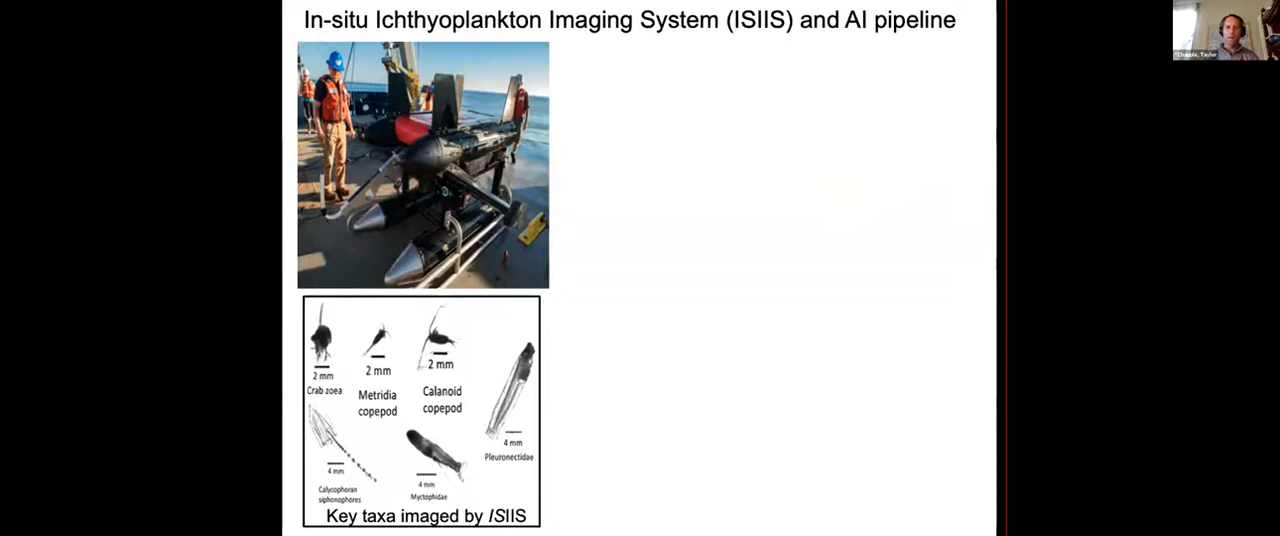 In-situ Ichthyoplankton Imaging System (ISIIS) and AI pipeline
2 mm
Crab zoea
2 mm
Metridia
copepod
2 mm
Calanoid
copepod
4 mm
Pleuronectidae
4 mm
Calycophoran
siphonophores
4 mm
Myctophidae
Key taxa imaged by ISIIS
Taylor